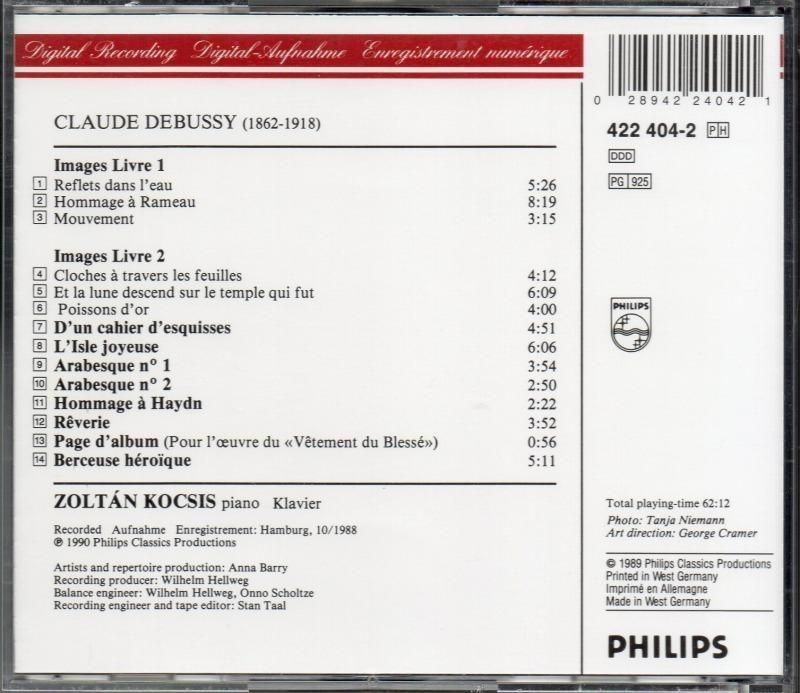 Digital Recording Digital-Aufnahme Enregistrement numérique
CLAUDE DEBUSSY (1862-1918)
Images Livre 1
1 Reflets dans l'eau 5:26
2 Hommage à Rameau 8:19
3 Mouvement 3:15
Images Livre 2
4 Cloches à travers les feuilles 4:12
5 Et la lune descend sur le temple qui fut 6:09
6 Poissons d'or 4:00
7 D'un cahier d'esquisses 4:51
8 L'Isle joyeuse 6:06
9 Arabesque nº 1 3:54
10 Arabesque nº 2 2:50
11 Hommage à Haydn 2:22
12 Rêverie 3:52
13 Page d'album (Pour l'œuvre du «Vêtement du Blessé») 0:56
14 Berceuse héroïque 5:11
ZOLTÁN KOCSIS piano Klavier
Recorded Aufnahme Enregistrement: Hamburg, 10/1988
℗ 1990 Philips Classics Productions
Artists and repertoire production: Anna Barry
Recording producer: Wilhelm Hellweg
Balance engineer: Wilhelm Hellweg, Onno Scholtze
Recording engineer and tape editor: Stan Taal
0 28942 24042 1
422 404-2 PH
DDD
PG 925
PHILIPS
Total playing-time 62:12
Photo: Tanja Niemann
Art direction: George Cramer
© 1989 Philips Classics Productions
Printed in West Germany
Imprimé en Allemagne
Made in West Germany
PHILIPS